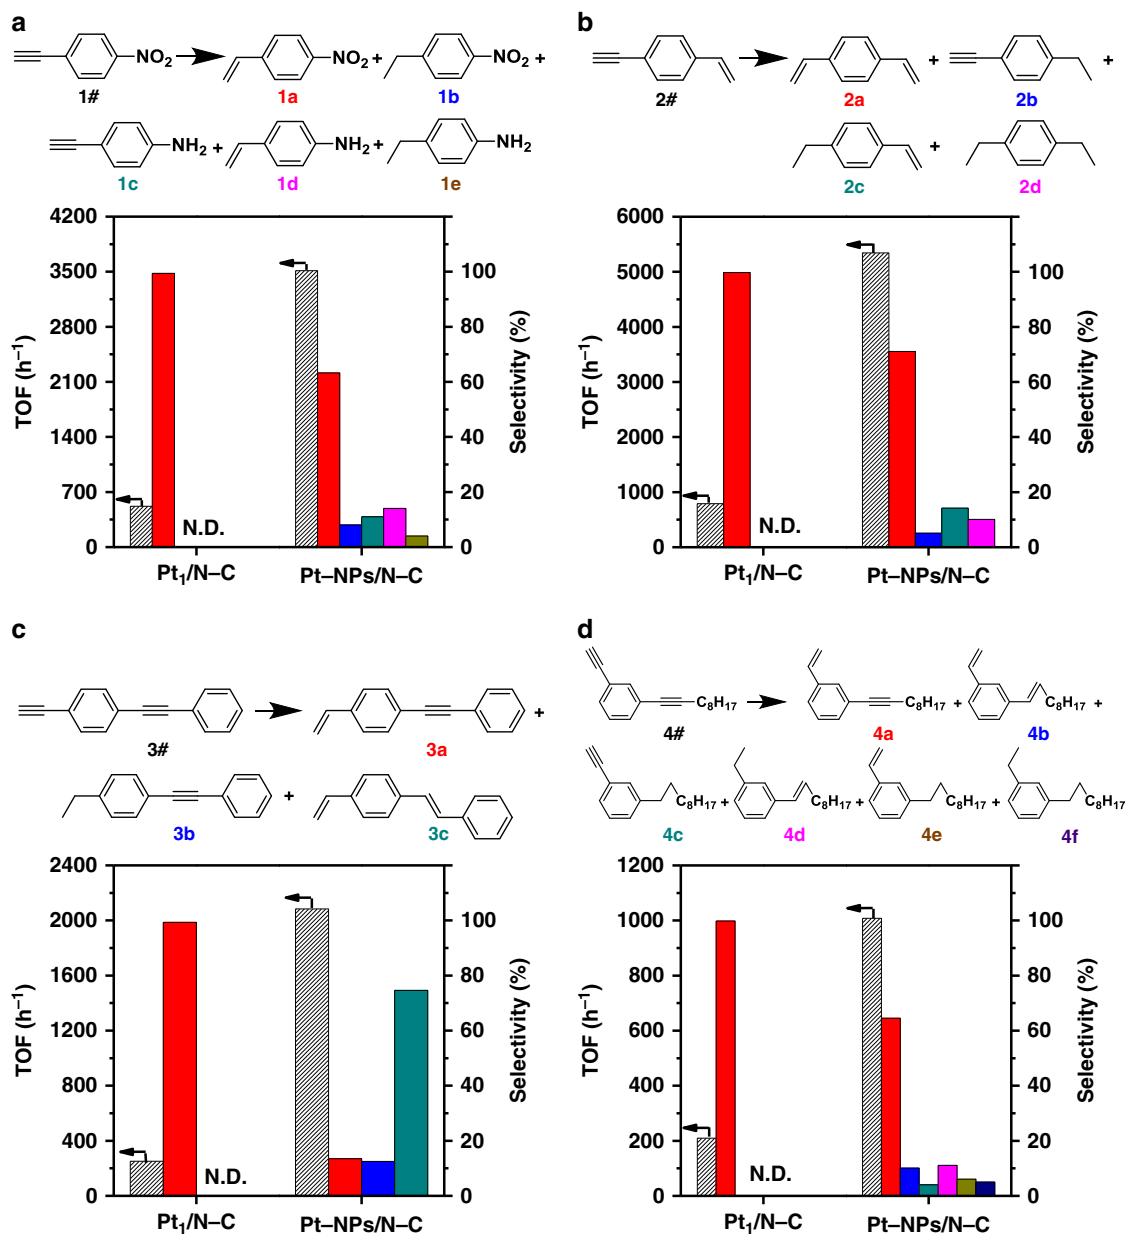 a
NO₂ + NO₂ + NO₂ +
1# 1a 1b
NH₂ + NH₂ + NH₂
1c 1d 1e
4200
3500
2800
2100
1400
700
0
TOF (h⁻¹)
100
80
60
40
20
0
Selectivity (%)
N.D.
Pt₁/N–C Pt–NPs/N–C
b
+ +
2# 2a 2b
+
2c 2d
6000
5000
4000
3000
2000
1000
0
TOF (h⁻¹)
100
80
60
40
20
0
Selectivity (%)
N.D.
Pt₁/N–C Pt–NPs/N–C
c
+
3# 3a
+
3b 3c
2400
2000
1600
1200
800
400
0
TOF (h⁻¹)
100
80
60
40
20
0
Selectivity (%)
N.D.
Pt₁/N–C Pt–NPs/N–C
d
C₈H₁₇ C₈H₁₇ + C₈H₁₇ +
4# 4a 4b
C₈H₁₇ + C₈H₁₇ + C₈H₁₇ + C₈H₁₇
4c 4d 4e 4f
1200
1000
800
600
400
200
0
TOF (h⁻¹)
100
80
60
40
20
0
Selectivity (%)
N.D.
Pt₁/N–C Pt–NPs/N–C